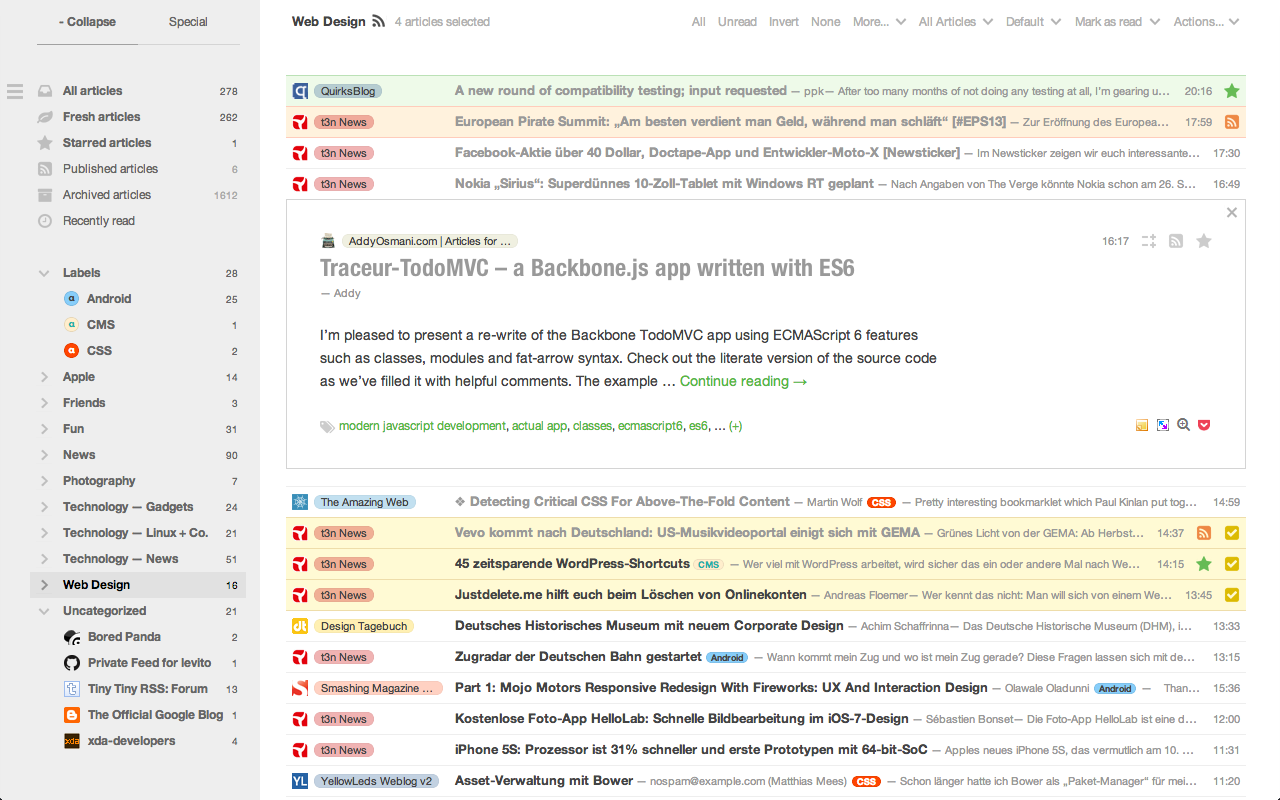 - Collapse Special
Web Design 4 articles selected All Unread Invert None More... All Articles Default Mark as read Actions...
All articles 278
Fresh articles 262
Starred articles 1
Published articles 6
Archived articles 1612
Recently read
Labels 28
Android 25
CMS 1
CSS 2
Apple 14
Friends 3
Fun 31
News 90
Photography 7
Technology — Gadgets 24
Technology — Linux + Co. 21
Technology — News 51
Web Design 16
Uncategorized 21
Bored Panda 2
Private Feed for levito 1
Tiny Tiny RSS: Forum 13
The Official Google Blog 1
xda-developers 4
QuirksBlog A new round of compatibility testing; input requested — ppk— After too many months of not doing any testing at all, I'm gearing u… 20:16
t3n News European Pirate Summit: „Am besten verdient man Geld, während man schläft“ [#EPS13] — Zur Eröffnung des Europea… 17:59
t3n News Facebook-Aktie über 40 Dollar, Doctape-App und Entwickler-Moto-X [Newsticker] — Im Newsticker zeigen wir euch interessante… 17:30
t3n News Nokia „Sirius“: Superdünnes 10-Zoll-Tablet mit Windows RT geplant — Nach Angaben von The Verge könnte Nokia schon am 26. S… 16:49
AddyOsmani.com | Articles for … 16:17
Traceur-TodoMVC – a Backbone.js app written with ES6
— Addy
I'm pleased to present a re-write of the Backbone TodoMVC app using ECMAScript 6 features
such as classes, modules and fat-arrow syntax. Check out the literate version of the source code
as we've filled it with helpful comments. The example … Continue reading →
modern javascript development, actual app, classes, ecmascript6, es6, … (+)
The Amazing Web ❖ Detecting Critical CSS For Above-The-Fold Content — Martin Wolf CSS — Pretty interesting bookmarklet which Paul Kinlan put tog… 14:59
t3n News Vevo kommt nach Deutschland: US-Musikvideoportal einigt sich mit GEMA — Grünes Licht von der GEMA: Ab Herbst… 14:37
t3n News 45 zeitsparende WordPress-Shortcuts CMS — Wer viel mit WordPress arbeitet, wird sicher das ein oder andere Mal nach We… 14:15
t3n News Justdelete.me hilft euch beim Löschen von Onlinekonten — Andreas Floemer— Wer kennt das nicht: Man will sich von einem We… 13:45
dt Design Tagebuch Deutsches Historisches Museum mit neuem Corporate Design — Achim Schaffrinna— Das Deutsche Historische Museum (DHM), i… 13:33
t3n News Zugradar der Deutschen Bahn gestartet Android — Wann kommt mein Zug und wo ist mein Zug gerade? Diese Fragen lassen sich mit de… 13:15
Smashing Magazine … Part 1: Mojo Motors Responsive Redesign With Fireworks: UX And Interaction Design — Olawale Oladunni Android — Than… 15:36
t3n News Kostenlose Foto-App HelloLab: Schnelle Bildbearbeitung im iOS-7-Design — Sébastien Bonset— Die Foto-App HelloLab ist eine d… 12:00
t3n News iPhone 5S: Prozessor ist 31% schneller und erste Prototypen mit 64-bit-SoC — Apples neues iPhone 5S, das vermutlich am 10. … 11:31
YL YellowLeds Weblog v2 Asset-Verwaltung mit Bower — nospam@example.com (Matthias Mees) CSS — Schon länger hatte ich Bower als „Paket-Manager“ für mei… 11:20